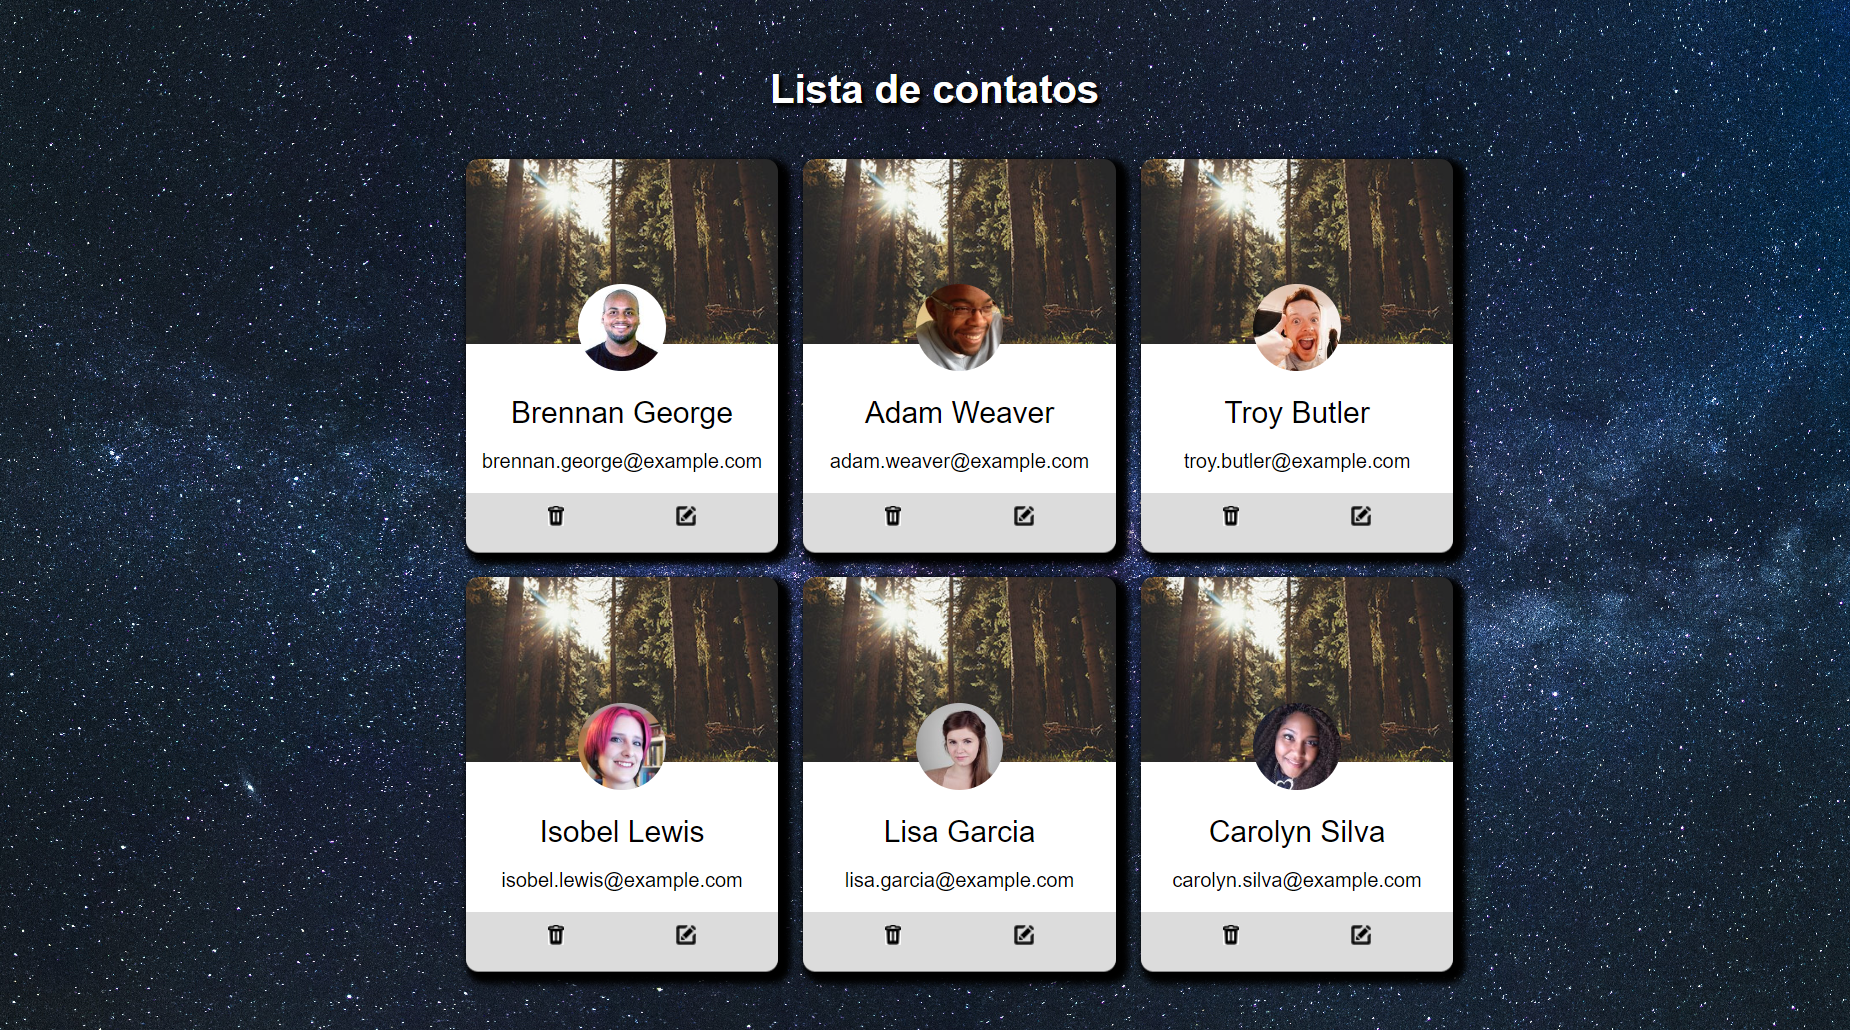 Lista de contatos
Brennan George
brennan.george@example.com
Adam Weaver
adam.weaver@example.com
Troy Butler
troy.butler@example.com
Isobel Lewis
isobel.lewis@example.com
Lisa Garcia
lisa.garcia@example.com
Carolyn Silva
carolyn.silva@example.com